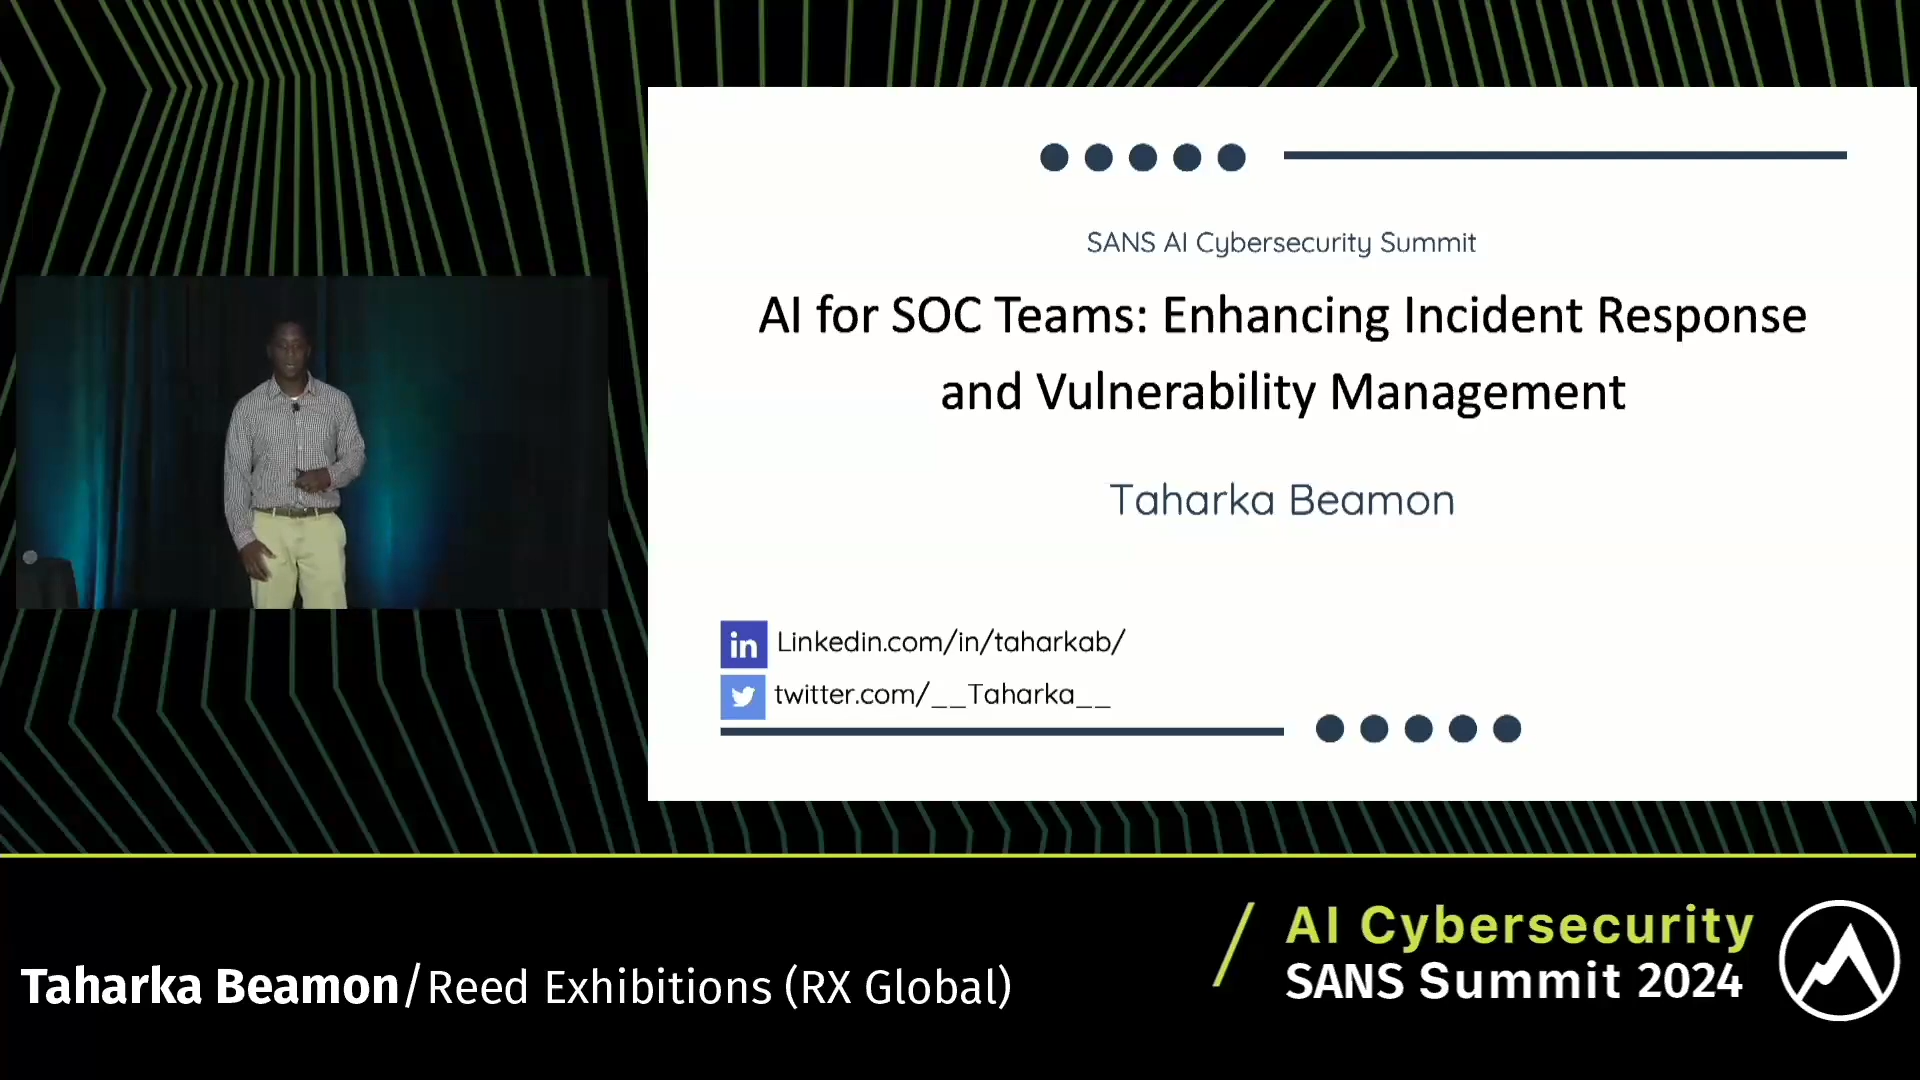 SANS AI Cybersecurity Summit
AI for SOC Teams: Enhancing Incident Response
and Vulnerability Management
Taharka Beamon
in Linkedin.com/in/taharkab/
twitter.com/__Taharka__
Taharka Beamon/Reed Exhibitions (RX Global)
/ AI Cybersecurity
SANS Summit 2024